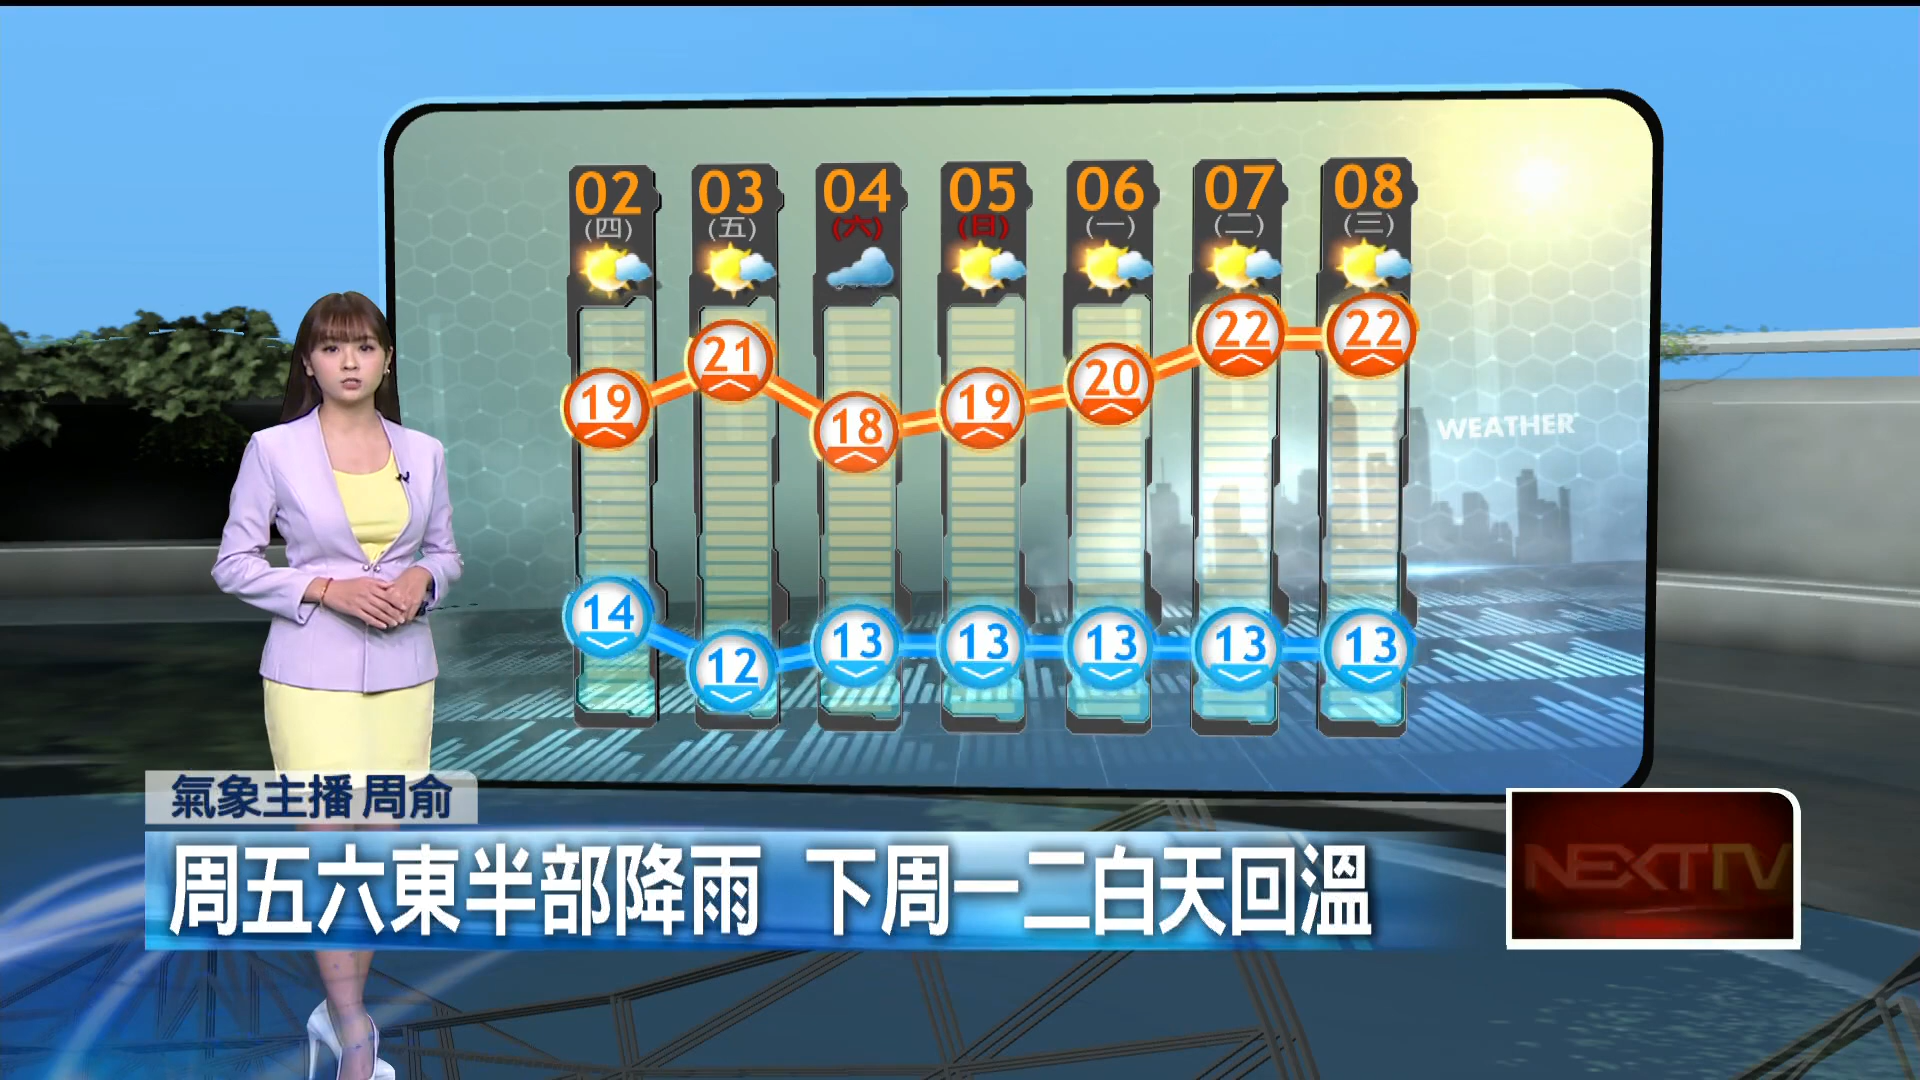 02 03 04 05 06 07 08
(四) (五) (六) (日) (一) (二) (三)
19 21 18 19 20 22 22
WEATHER
14 12 13 13 13 13 13
氣象主播 周俞
周五六東半部降雨 下周一二白天回溫
NEXTTV